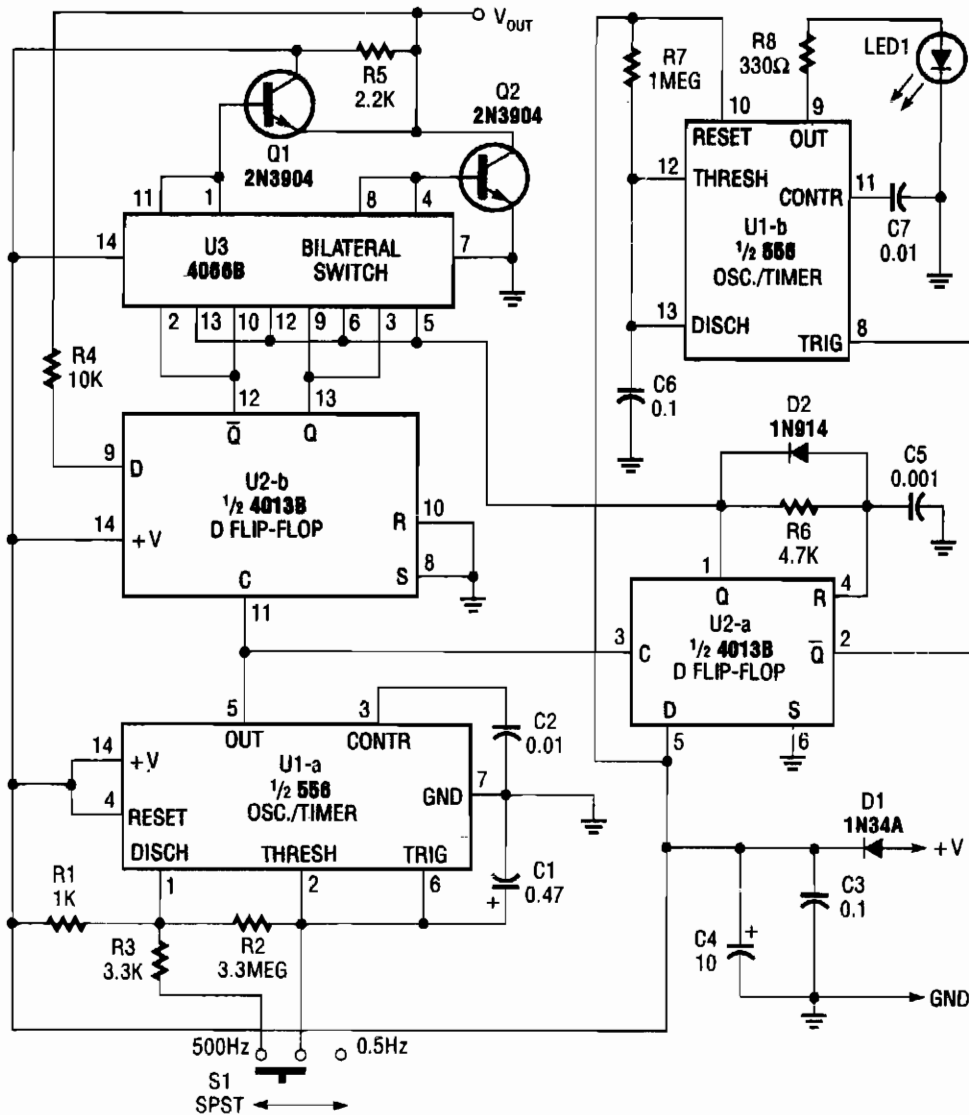 V_OUT
R5
2.2K
Q2
2N3904
Q1
2N3904
11
1
8
4
14
U3
4066B
BILATERAL
SWITCH
7
2
13
10
12
9
6
3
5
R4
10K
12
13
Q̅
Q
9
D
U2-b
½ 4013B
D FLIP-FLOP
14
+V
R
10
S
8
C
11
5
3
OUT
CONTR
C2
0.01
14
+V
4
RESET
U1-a
½ 556
OSC./TIMER
GND
7
DISCH
THRESH
TRIG
1
2
6
C1
0.47
+
R1
1K
R3
3.3K
R2
3.3MEG
500Hz
0.5Hz
S1
SPST
R7
1MEG
R8
330Ω
LED1
10
9
RESET
OUT
12
THRESH
CONTR
11
C7
0.01
U1-b
½ 556
OSC./TIMER
13
DISCH
TRIG
8
C6
0.1
D2
1N914
C5
0.001
R6
4.7K
1
4
Q
R
3
C
U2-a
½ 4013B
D FLIP-FLOP
Q̅
2
D
S
5
6
D1
1N34A
+V
C3
0.1
C4
10
+
GND